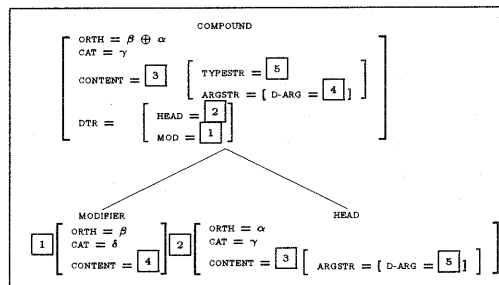 COMPOUND
ORTH = β ⊕ α
CAT = γ
CONTENT = 3 TYPESTR = 5
ARGSTR = [ D-ARG = 4 ]
DTR = HEAD = 2
MOD = 1
MODIFIER HEAD
1 ORTH = β 2 ORTH = α
CAT = δ CAT = γ
CONTENT = 4 CONTENT = 3 [ ARGSTR = [ D-ARG = 5 ] ]